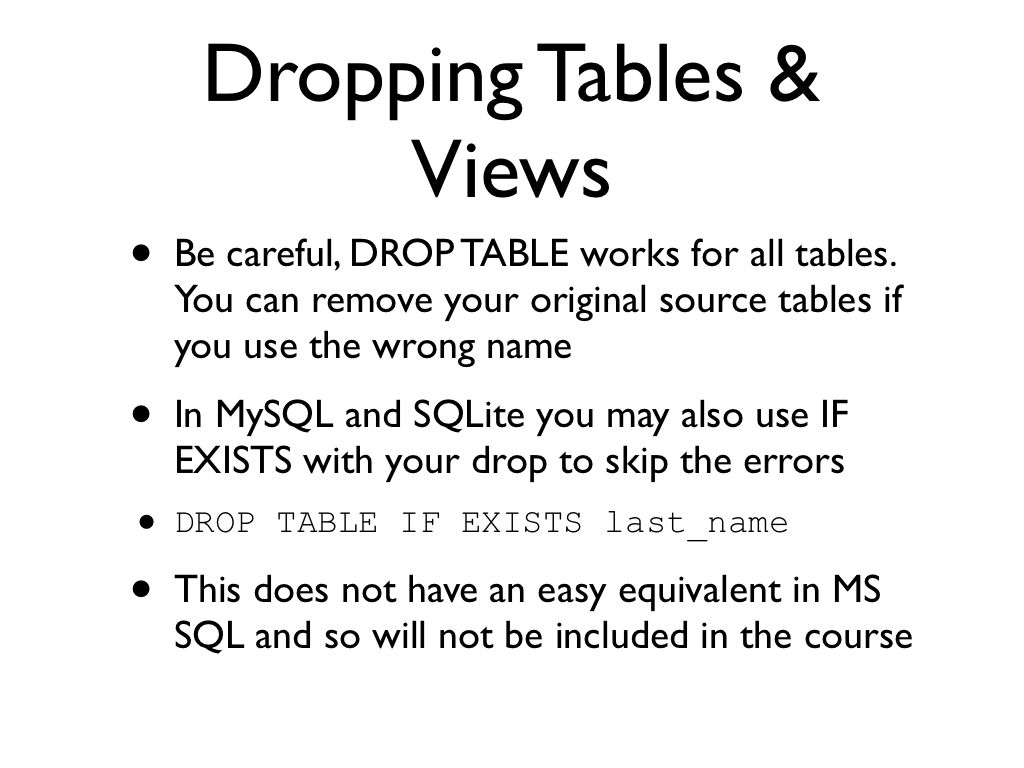 Dropping Tables &
Views
• Be careful, DROP TABLE works for all tables.
You can remove your original source tables if
you use the wrong name
• In MySQL and SQLite you may also use IF
EXISTS with your drop to skip the errors
• DROP TABLE IF EXISTS last_name
• This does not have an easy equivalent in MS
SQL and so will not be included in the course